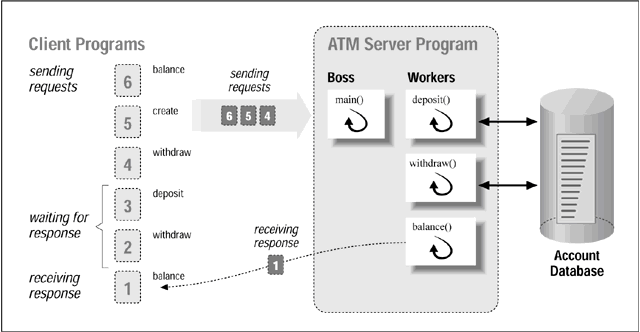 Client Programs
sending
requests
6
balance
5
create
4
withdraw
waiting for
response
3
deposit
2
withdraw
receiving
response
1
balance
sending
requests
6 5 4
receiving
response
1
ATM Server Program
Boss
Workers
main()
deposit()
withdraw()
balance()
Account
Database